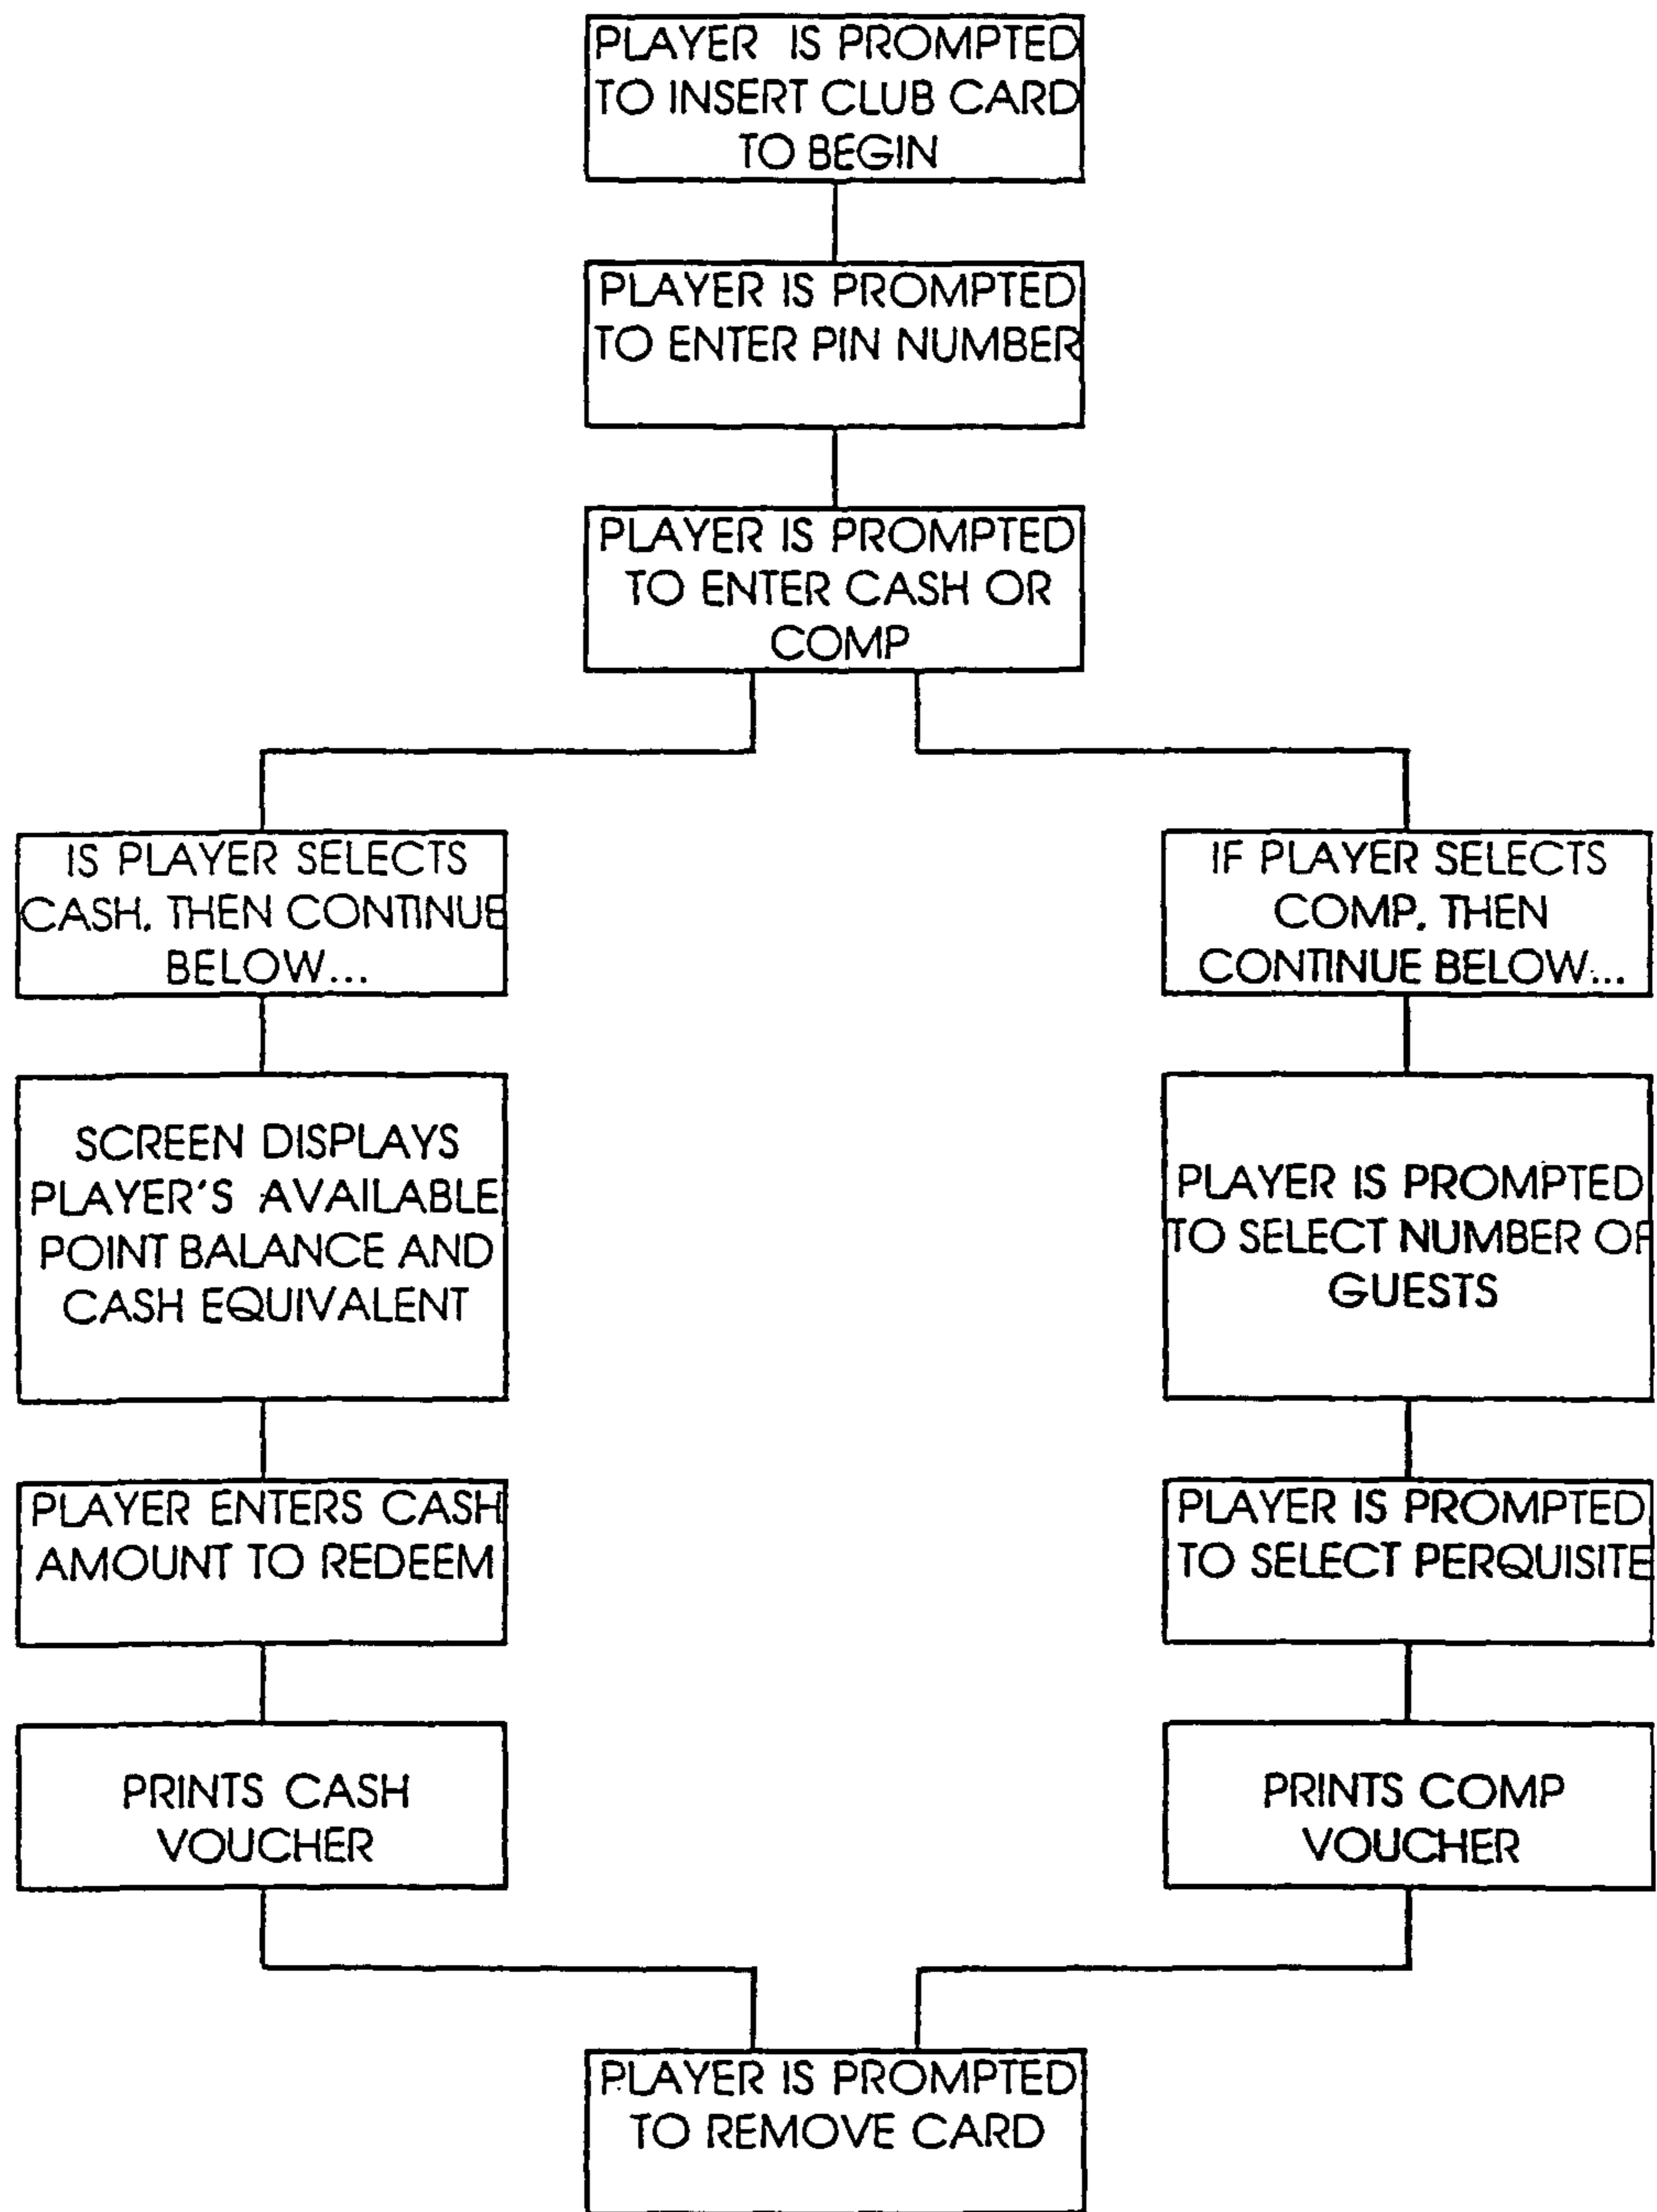 PLAYER IS PROMPTED
TO INSERT CLUB CARD
TO BEGIN
PLAYER IS PROMPTED
TO ENTER PIN NUMBER
PLAYER IS PROMPTED
TO ENTER CASH OR
COMP
IS PLAYER SELECTS
CASH, THEN CONTINUE
BELOW...
SCREEN DISPLAYS
PLAYER'S AVAILABLE
POINT BALANCE AND
CASH EQUIVALENT
PLAYER ENTERS CASH
AMOUNT TO REDEEM
PRINTS CASH
VOUCHER
IF PLAYER SELECTS
COMP, THEN
CONTINUE BELOW...
PLAYER IS PROMPTED
TO SELECT NUMBER OF
GUESTS
PLAYER IS PROMPTED
TO SELECT PERQUISITE
PRINTS COMP
VOUCHER
PLAYER IS PROMPTED
TO REMOVE CARD